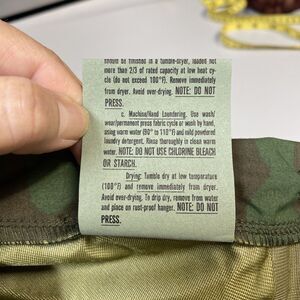 should be finished in a tumble-dryer, loaded not
more than 2/3 of rated capacity at low heat cy-
cle (do not exceed 100°). Remove immediately
from dryer. Avoid over-drying. NOTE: DO NOT
PRESS.
c. Machine/Hand Laundering. Use wash/
wear/permanent press fabric cycle or wash by hand,
using warm water (90° to 110°) and mild powdered
laundry detergent. Rinse thoroughly in clean warm
water. NOTE: DO NOT USE CHLORINE BLEACH
OR STARCH.
Drying: Tumble dry at low temperature
(100°) and remove immediately from dryer.
Avoid over-drying. To drip dry, remove from water
and place on rust-proof hanger. NOTE: DO NOT
PRESS.